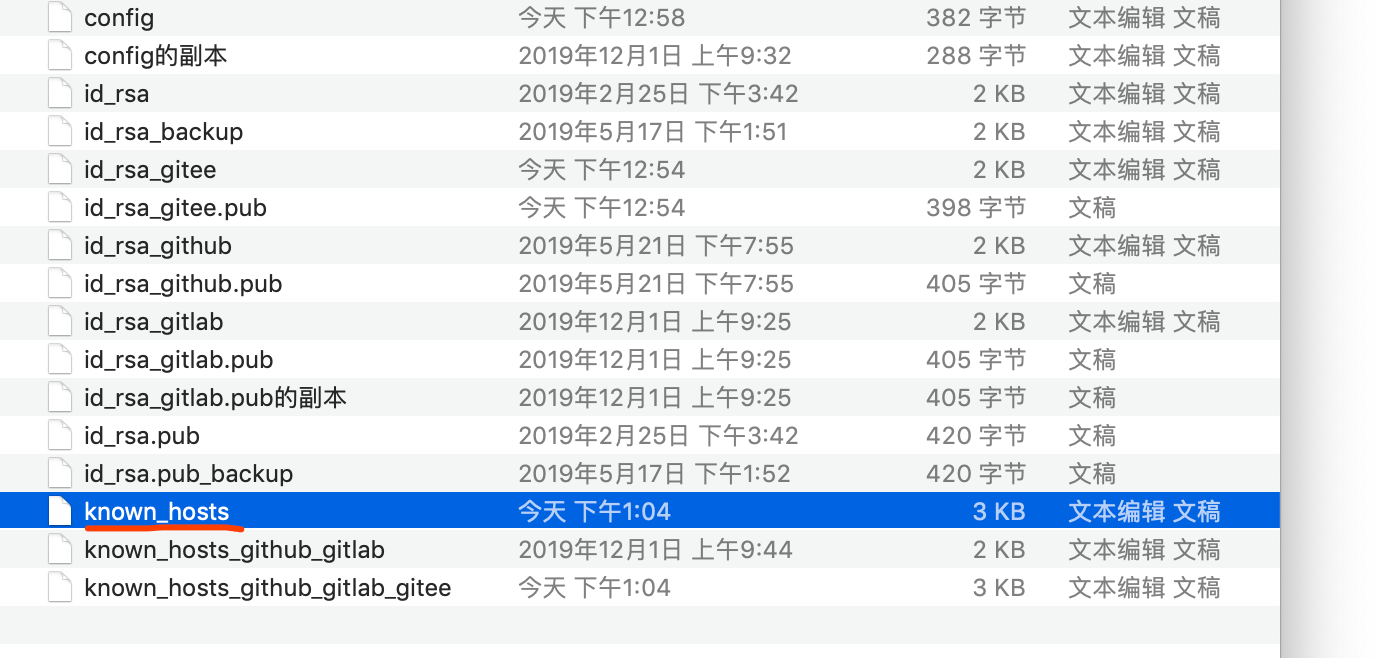 config 今天 下午12:58 382 字节 文本编辑 文稿
config的副本 2019年12月1日 上午9:32 288 字节 文本编辑 文稿
id_rsa 2019年2月25日 下午3:42 2 KB 文本编辑 文稿
id_rsa_backup 2019年5月17日 下午1:51 2 KB 文本编辑 文稿
id_rsa_gitee 今天 下午12:54 2 KB 文本编辑 文稿
id_rsa_gitee.pub 今天 下午12:54 398 字节 文稿
id_rsa_github 2019年5月21日 下午7:55 2 KB 文本编辑 文稿
id_rsa_github.pub 2019年5月21日 下午7:55 405 字节 文稿
id_rsa_gitlab 2019年12月1日 上午9:25 2 KB 文本编辑 文稿
id_rsa_gitlab.pub 2019年12月1日 上午9:25 405 字节 文稿
id_rsa_gitlab.pub的副本 2019年12月1日 上午9:25 405 字节 文稿
id_rsa.pub 2019年2月25日 下午3:42 420 字节 文稿
id_rsa.pub_backup 2019年5月17日 下午1:52 420 字节 文稿
known_hosts 今天 下午1:04 3 KB 文本编辑 文稿
known_hosts_github_gitlab 2019年12月1日 上午9:44 2 KB 文本编辑 文稿
known_hosts_github_gitlab_gitee 今天 下午1:04 3 KB 文本编辑 文稿